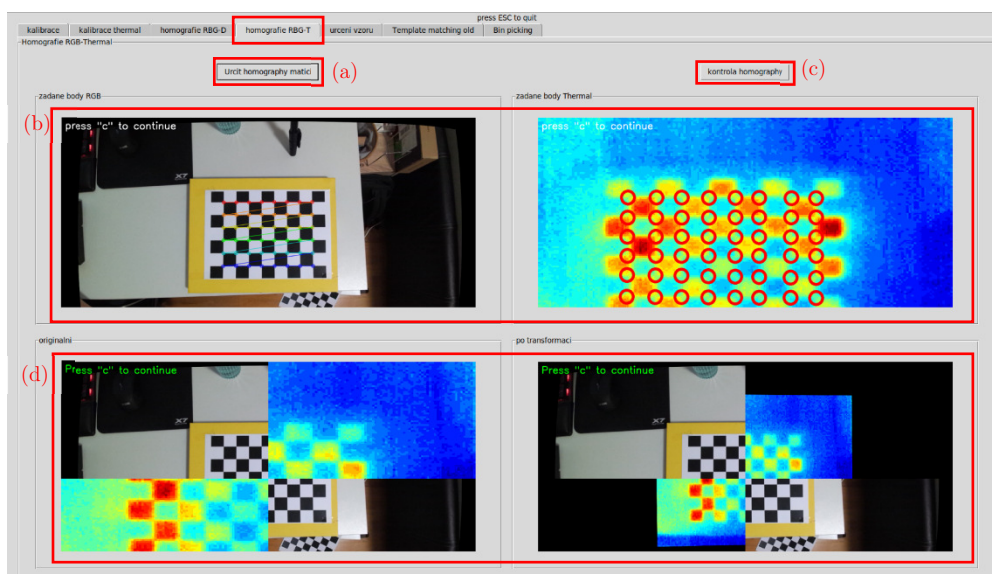 press ESC to quit
kalibrace kalibrace thermal homografie RBG-D homografie RBG-T urceni vzoru Template matching old Bin picking
Homografie RGB-Thermal
Urcit homography matici (a) kontrola homography (c)
zadane body RGB zadane body Thermal
(b)
press "c" to continue press "c" to continue
originalni po transformaci
(d)
Press "c" to continue Press "c" to continue